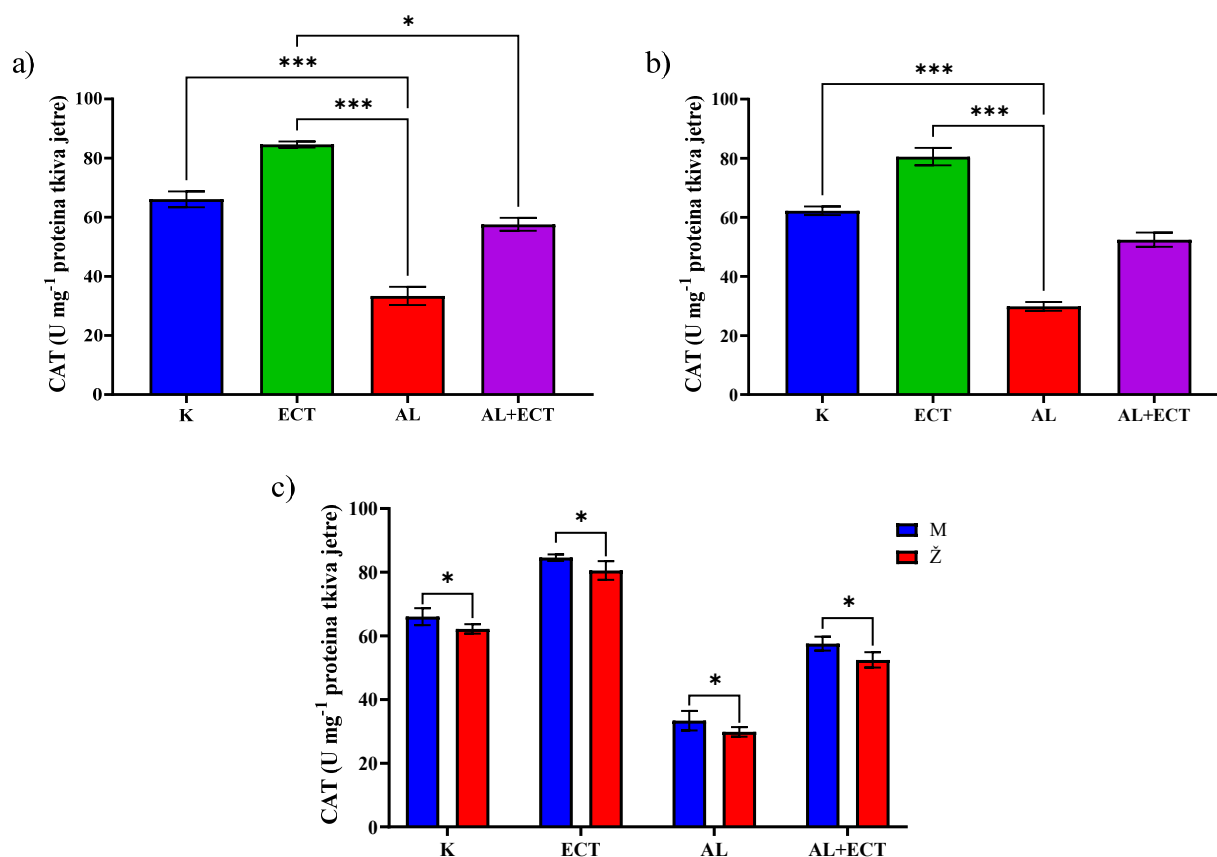 a)
*
***
***
CAT (U mg⁻¹ proteina tkiva jetre)
100
80
60
40
20
0
K ECT AL AL+ECT
b)
***
***
CAT (U mg⁻¹ proteina tkiva jetre)
100
80
60
40
20
0
K ECT AL AL+ECT
c)
CAT (U mg⁻¹ proteina tkiva jetre)
100
80
60
40
20
0
*
*
*
*
K ECT AL AL+ECT
M
Ž